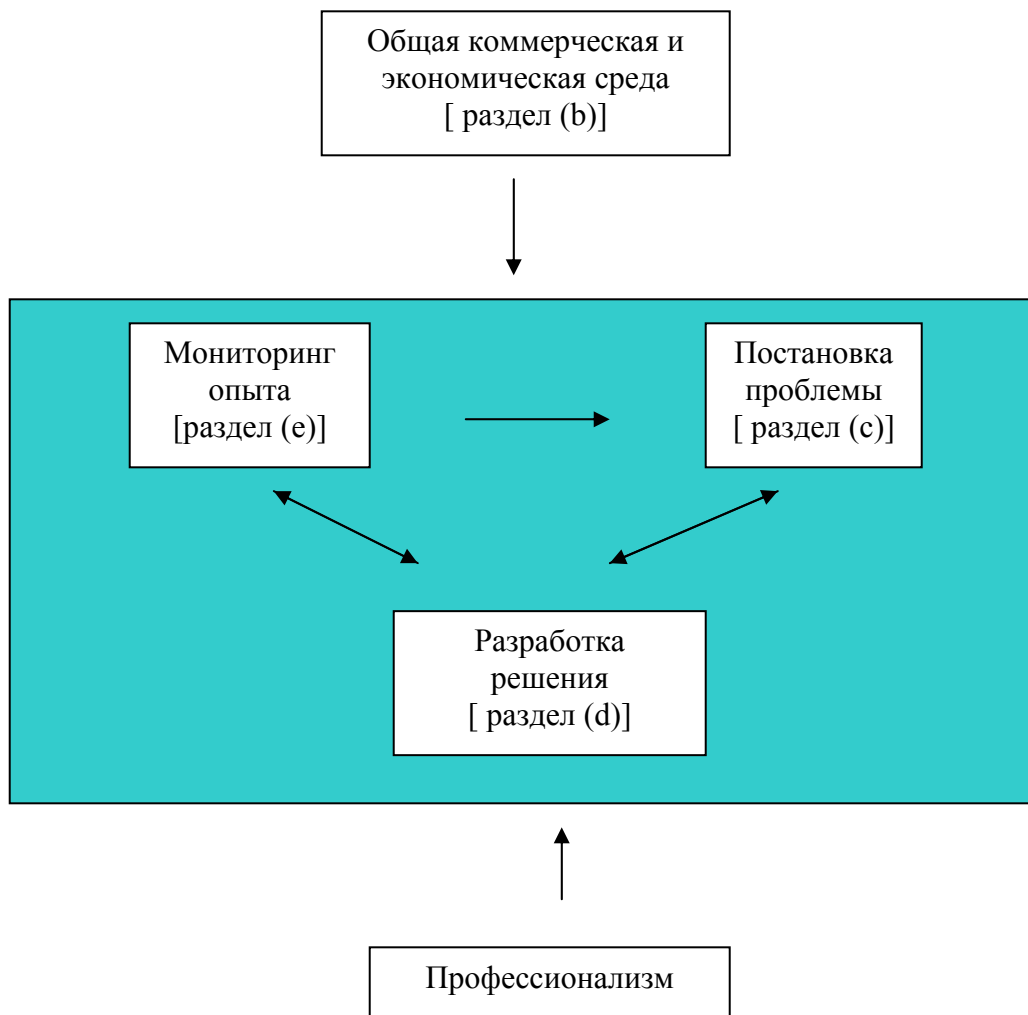 Общая коммерческая и
экономическая среда
[ раздел (b)]
Мониторинг
опыта
[раздел (e)]
Постановка
проблемы
[ раздел (c)]
Разработка
решения
[ раздел (d)]
Профессионализм